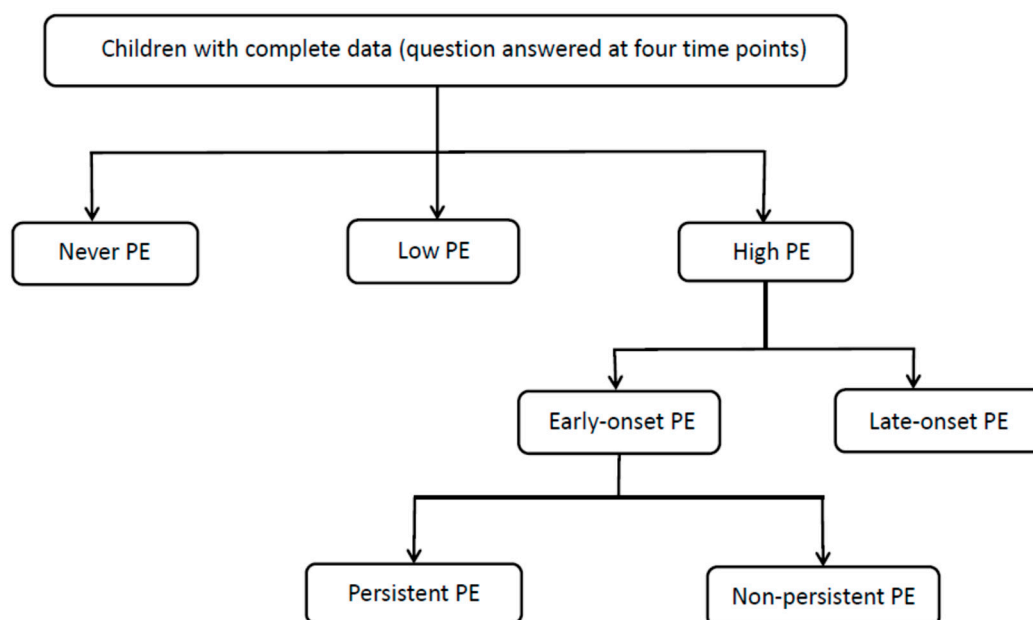 Children with complete data (question answered at four time points)
Never PE
Low PE
High PE
Early-onset PE
Late-onset PE
Persistent PE
Non-persistent PE